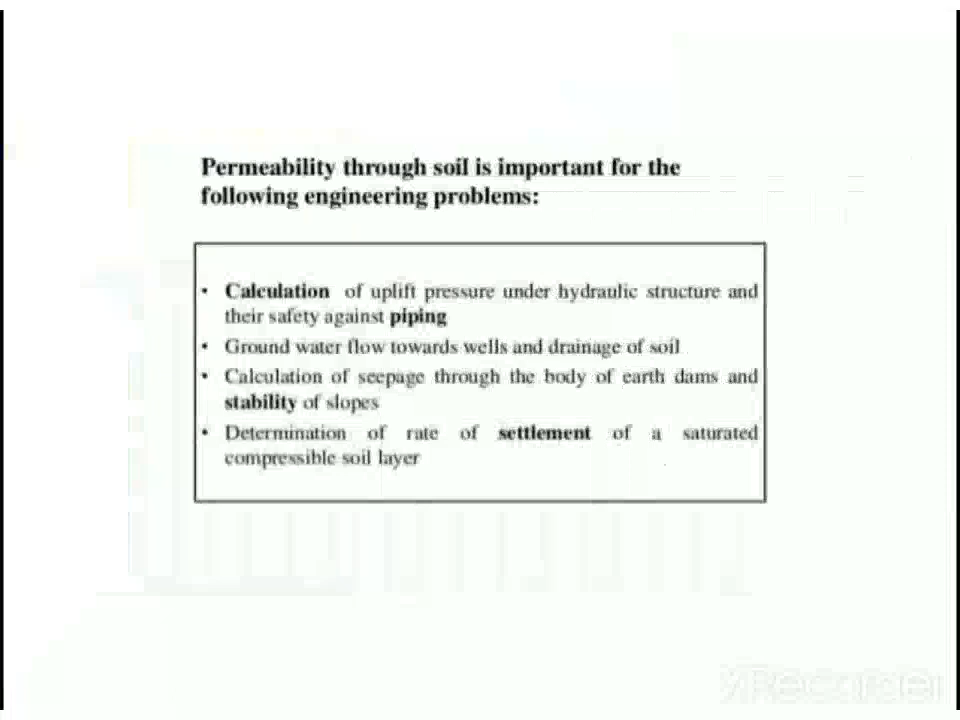 Permeability through soil is important for the
following engineering problems:
• Calculation of uplift pressure under hydraulic structure and
their safety against piping
• Ground water flow towards wells and drainage of soil
• Calculation of seepage through the body of earth dams and
stability of slopes
• Determination of rate of settlement of a saturated
compressible soil layer